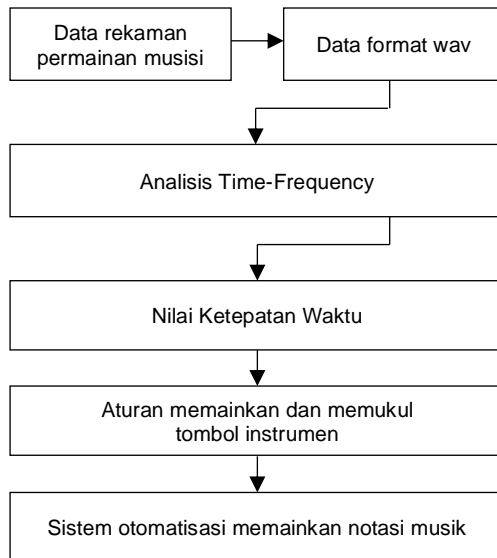 Data rekaman
permainan musisi
Data format wav
Analisis Time-Frequency
Nilai Ketepatan Waktu
Aturan memainkan dan memukul
tombol instrumen
Sistem otomatisasi memainkan notasi musik